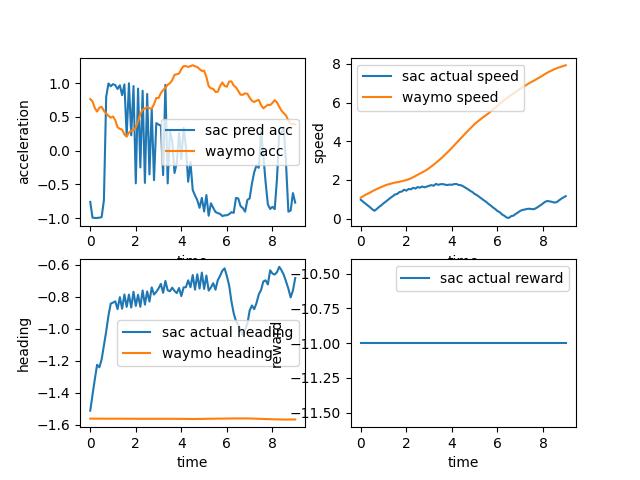 1.0
0.5
0.0
−0.5
−1.0
acceleration
sac pred acc
waymo acc
0 2 4 6 8
time
8
6
4
2
0
speed
sac actual speed
waymo speed
0 2 4 6 8
time
−0.6
−0.8
−1.0
−1.2
−1.4
−1.6
heading
sac actual heading
waymo heading
0 2 4 6 8
time
−10.50
−10.75
−11.00
−11.25
−11.50
reward
sac actual reward
0 2 4 6 8
time